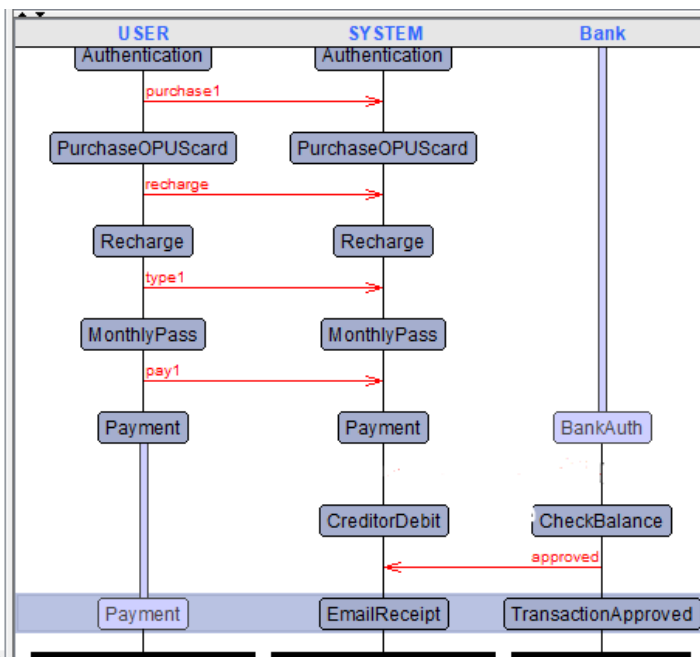 USER SYSTEM Bank
Authentication Authentication
purchase1
PurchaseOPUScard PurchaseOPUScard
recharge
Recharge Recharge
type1
MonthlyPass MonthlyPass
pay1
Payment Payment BankAuth
CreditorDebit CheckBalance
approved
Payment EmailReceipt TransactionApproved